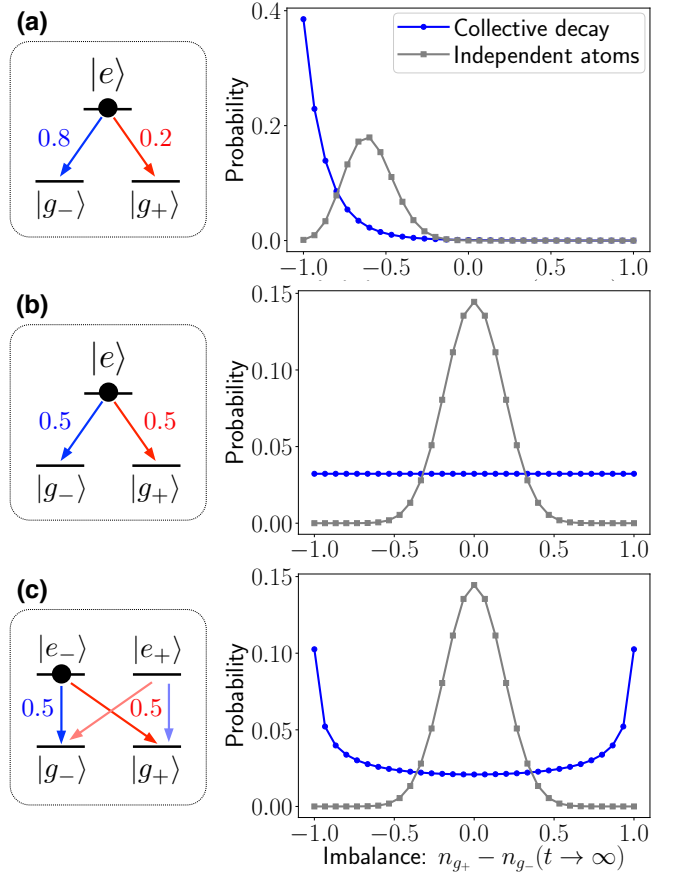 (a)
|e⟩
0.8
0.2
|g₋⟩
|g₊⟩
Probability
0.4
0.2
0.0
−1.0
−0.5
0.0
0.5
1.0
Collective decay
Independent atoms
(b)
|e⟩
0.5
0.5
|g₋⟩
|g₊⟩
Probability
0.15
0.10
0.05
0.00
−1.0
−0.5
0.0
0.5
1.0
(c)
|e₋⟩
|e₊⟩
0.5
0.5
|g₋⟩
|g₊⟩
Probability
0.15
0.10
0.05
0.00
−1.0
−0.5
0.0
0.5
1.0
Imbalance: n_{g₊} − n_{g₋}(t → ∞)